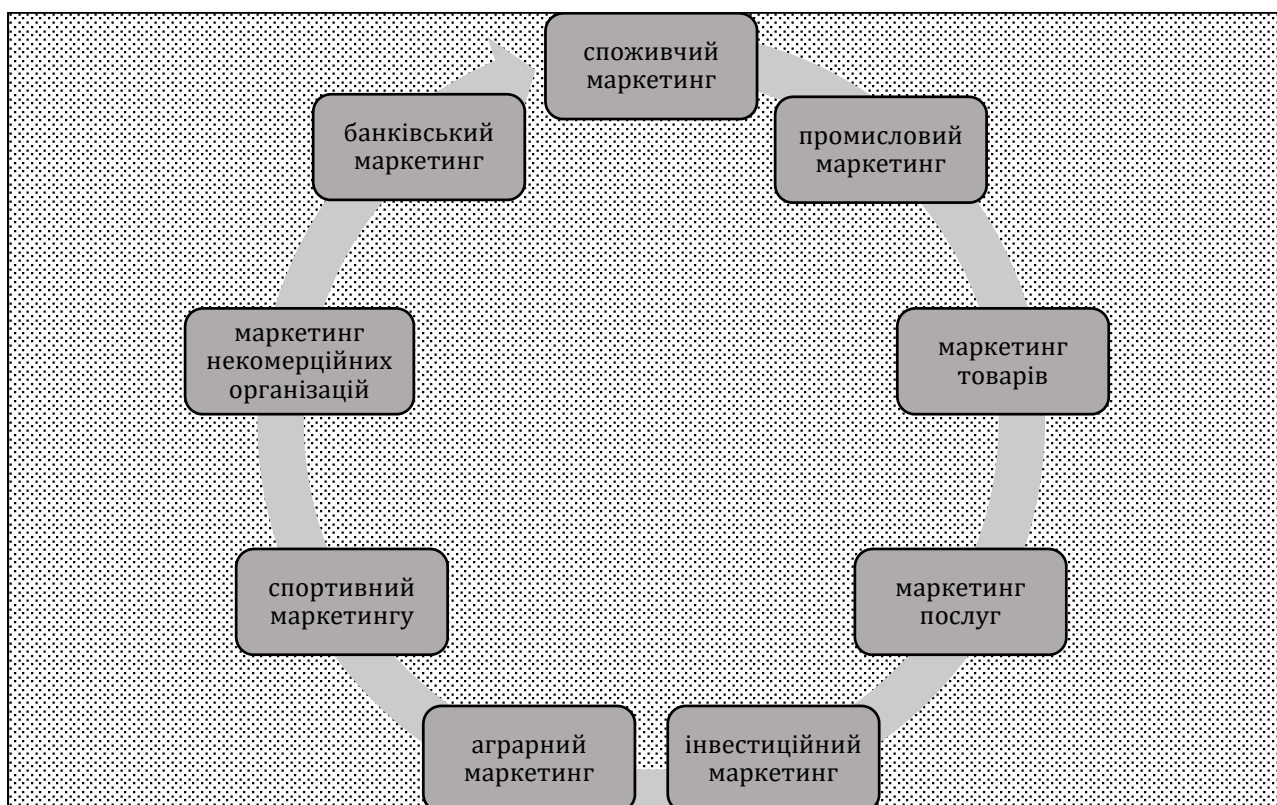 споживчий
маркетинг
промисловий
маркетинг
маркетинг
товарів
маркетинг
послуг
інвестиційний
маркетинг
аграрний
маркетинг
спортивний
маркетингу
маркетинг
некомерційних
організацій
банківський
маркетинг